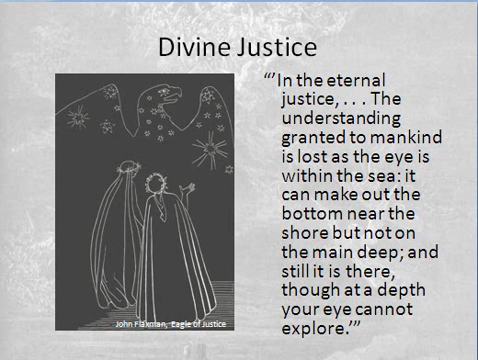 Divine Justice
“’In the eternal
justice, . . . The
understanding
granted to mankind
is lost as the eye is
within the sea: it
can make out the
bottom near the
shore but not on
the main deep; and
still it is there,
though at a depth
your eye cannot
explore.’”
John Flaxman, Eagle of Justice